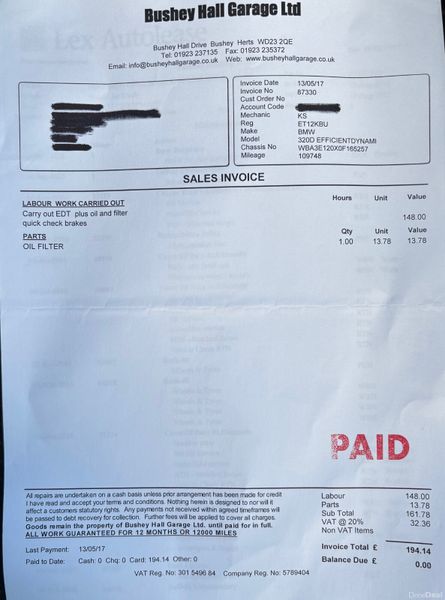 Bushey Hall Garage Ltd
Bushey Hall Drive Bushey Herts WD23 2QE
Tel: 01923 237135 Fax: 01923 235372
Email: info@busheyhallgarage.co.uk Web: www.busheyhallgarage.co.uk
Invoice Date 13/05/17
Invoice No 87330
Cust Order No
Account Code
Mechanic KS
Reg ET12KBU
Make BMW
Model 320D EFFICIENTDYNAMI
Chassis No WBA3E120X0F165257
Mileage 109748
SALES INVOICE
LABOUR WORK CARRIED OUT Hours Unit Value
Carry out EDT plus oil and filter
quick check brakes 148.00
PARTS Qty Unit Value
OIL FILTER 1.00 13.78 13.78
PAID
All repairs are undertaken on a cash basis unless prior arrangement has been made for credit
I have read and accept your terms and conditions. Nothing herein is designed to nor will it
affect a customers statutory rights. Any payments not received within agreed timeframes will
be passed to debt recovery for collection. Further fees will be applied to cover all charges.
Goods remain the property of Bushey Hall Garage Ltd. until paid for in full.
ALL WORK GUARANTEED FOR 12 MONTHS OR 12000 MILES
Labour 148.00
Parts 13.78
Sub Total 161.78
VAT @ 20% 32.36
Non VAT Items
Invoice Total £ 194.14
Balance Due £ 0.00
Last Payment: 13/05/17
Paid to Date: Cash: 0 Chq: 0 Card: 194.14 Other: 0
VAT Reg No: 301 5496 84 Company Reg No: 5789404
DoneDeal